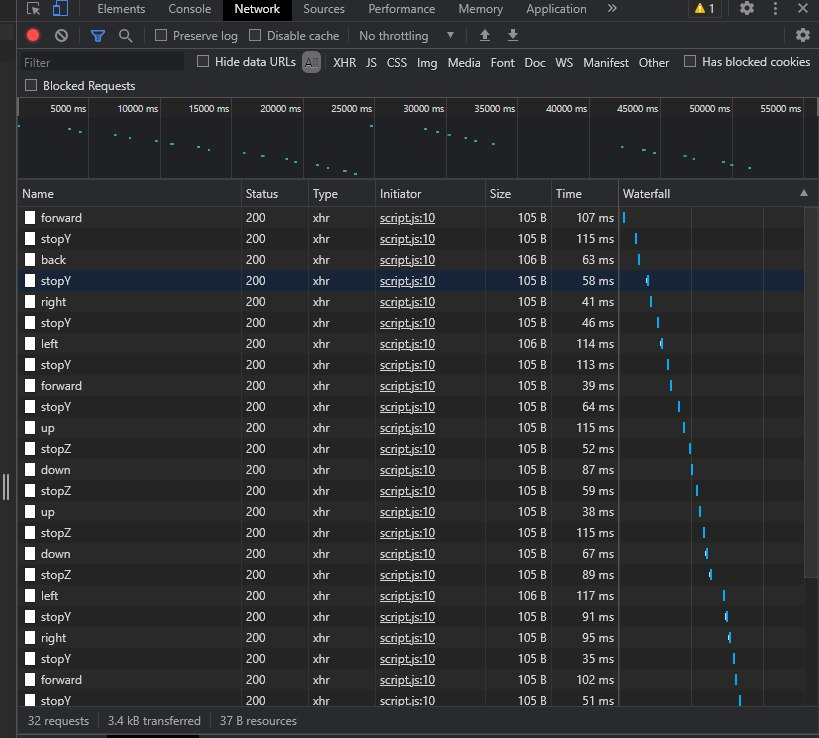 Elements Console Network Sources Performance Memory Application » 1
Preserve log Disable cache No throttling
Filter Hide data URLs All XHR JS CSS Img Media Font Doc WS Manifest Other Has blocked cookies
Blocked Requests
5000 ms 10000 ms 15000 ms 20000 ms 25000 ms 30000 ms 35000 ms 40000 ms 45000 ms 50000 ms 55000 ms
Name Status Type Initiator Size Time Waterfall
forward 200 xhr script.js:10 105 B 107 ms
stopY 200 xhr script.js:10 105 B 115 ms
back 200 xhr script.js:10 106 B 63 ms
stopY 200 xhr script.js:10 105 B 58 ms
right 200 xhr script.js:10 105 B 41 ms
stopY 200 xhr script.js:10 105 B 46 ms
left 200 xhr script.js:10 106 B 114 ms
stopY 200 xhr script.js:10 105 B 113 ms
forward 200 xhr script.js:10 105 B 39 ms
stopY 200 xhr script.js:10 105 B 64 ms
up 200 xhr script.js:10 105 B 115 ms
stopZ 200 xhr script.js:10 105 B 52 ms
down 200 xhr script.js:10 105 B 87 ms
stopZ 200 xhr script.js:10 105 B 59 ms
up 200 xhr script.js:10 105 B 38 ms
stopZ 200 xhr script.js:10 105 B 115 ms
down 200 xhr script.js:10 105 B 67 ms
stopZ 200 xhr script.js:10 105 B 89 ms
left 200 xhr script.js:10 106 B 117 ms
stopY 200 xhr script.js:10 105 B 91 ms
right 200 xhr script.js:10 105 B 95 ms
stopY 200 xhr script.js:10 105 B 35 ms
forward 200 xhr script.js:10 105 B 102 ms
stopY 200 xhr script.js:10 105 B 51 ms
32 requests 3.4 kB transferred 37 B resources